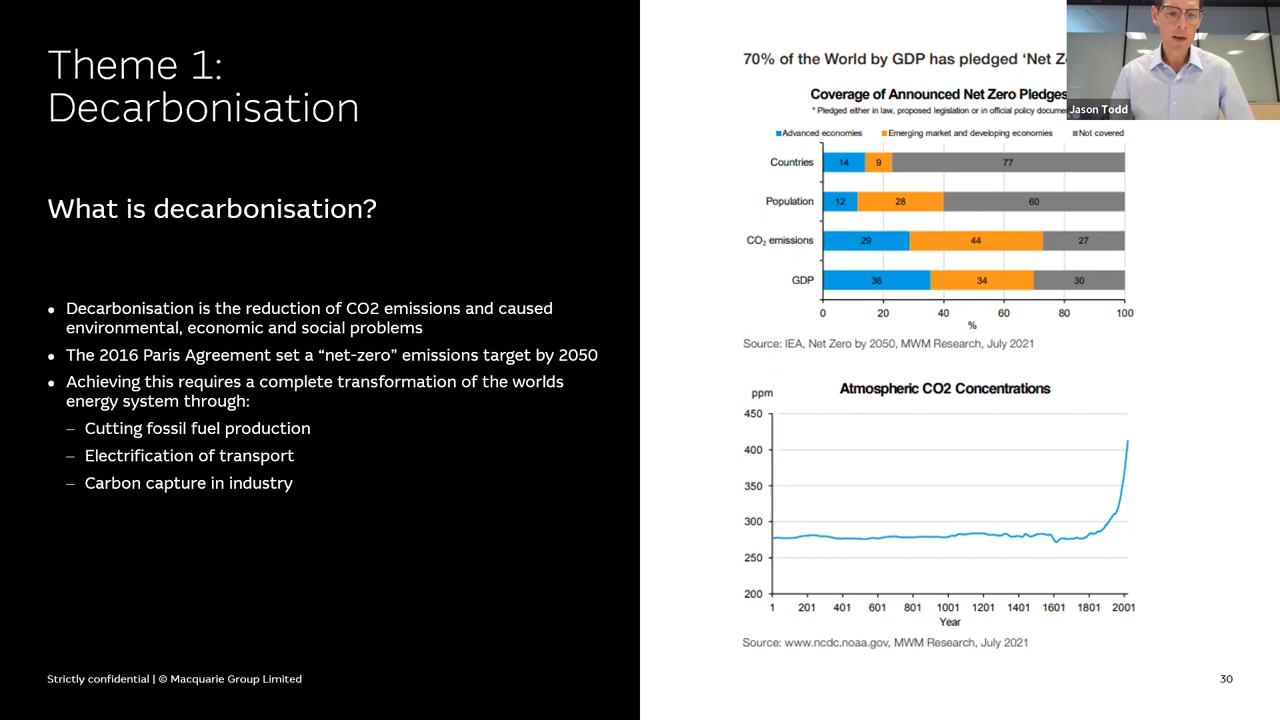 Theme 1:
Decarbonisation
What is decarbonisation?
• Decarbonisation is the reduction of CO2 emissions and caused
environmental, economic and social problems
• The 2016 Paris Agreement set a “net-zero” emissions target by 2050
• Achieving this requires a complete transformation of the worlds
energy system through:
– Cutting fossil fuel production
– Electrification of transport
– Carbon capture in industry
Strictly confidential | © Macquarie Group Limited
70% of the World by GDP has pledged ‘Net
Coverage of Announced Net Zero Pledges
* Pledged either in law, proposed legislation or in official policy
Advanced economies Emerging market and developing economies Not covered
Countries 14 9 77
Population 12 28 60
CO₂ emissions 29 44 27
GDP 36 34 30
0 20 40 60 80 100
%
Source: IEA, Net Zero by 2050, MWM Research, July 2021
Atmospheric CO2 Concentrations
ppm
450
400
350
300
250
200
1 201 401 601 801 1001 1201 1401 1601 1801 2001
Year
Source: www.ncdc.noaa.gov, MWM Research, July 2021
30
Jason Todd